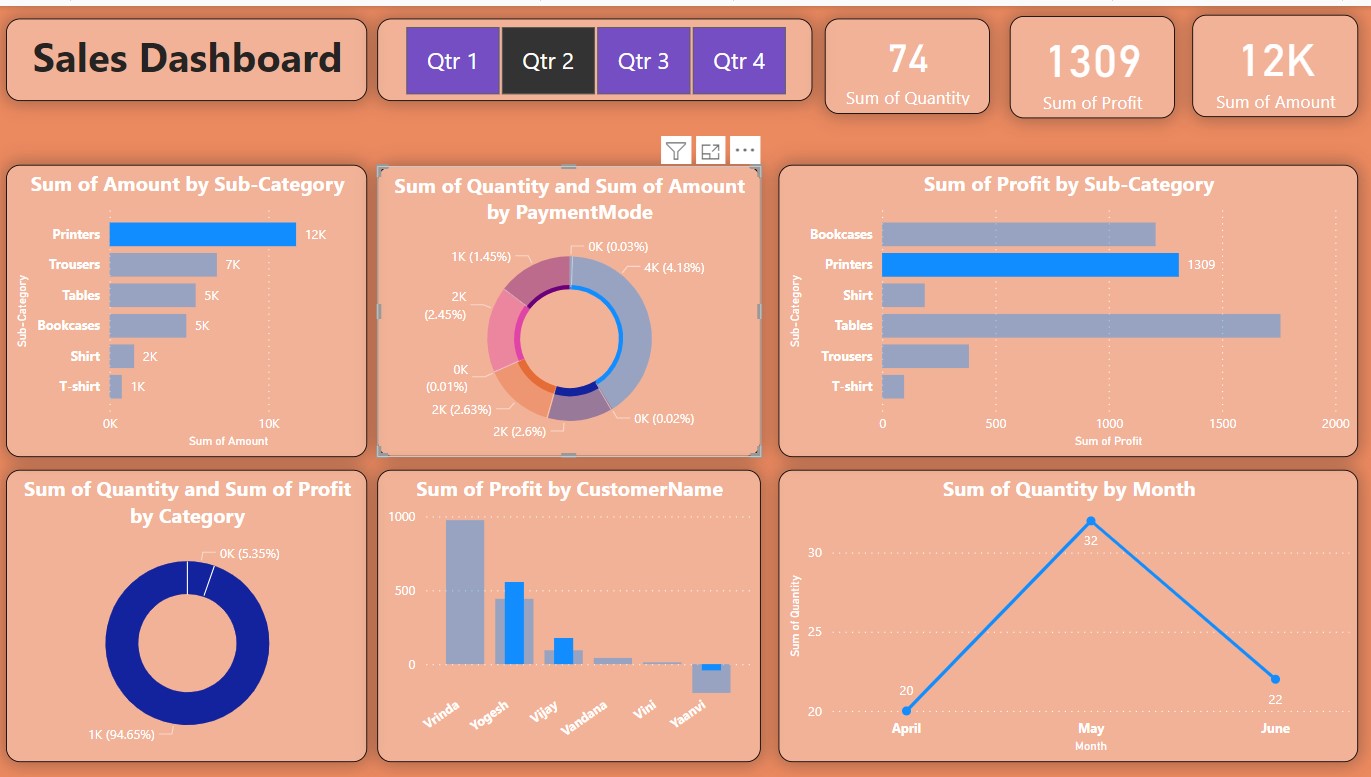 Sales Dashboard
Qtr 1
Qtr 2
Qtr 3
Qtr 4
74
Sum of Quantity
1309
Sum of Profit
12K
Sum of Amount
Sum of Amount by Sub-Category
Sub-Category
Printers
12K
Trousers
7K
Tables
5K
Bookcases
5K
Shirt
2K
T-shirt
1K
0K
10K
Sum of Amount
Sum of Quantity and Sum of Amount
by PaymentMode
0K (0.03%)
1K (1.45%)
4K (4.18%)
2K
(2.45%)
0K
(0.01%)
2K (2.63%)
0K (0.02%)
2K (2.6%)
Sum of Profit by Sub-Category
Sub-Category
Bookcases
Printers
1309
Shirt
Tables
Trousers
T-shirt
0
500
1000
1500
2000
Sum of Profit
Sum of Quantity and Sum of Profit
by Category
0K (5.35%)
1K (94.65%)
Sum of Profit by CustomerName
1000
500
0
Vrinda
Yogesh
Vijay
Vandana
Vini
Yaanvi
Sum of Quantity by Month
Sum of Quantity
30
25
20
32
20
22
April
May
June
Month